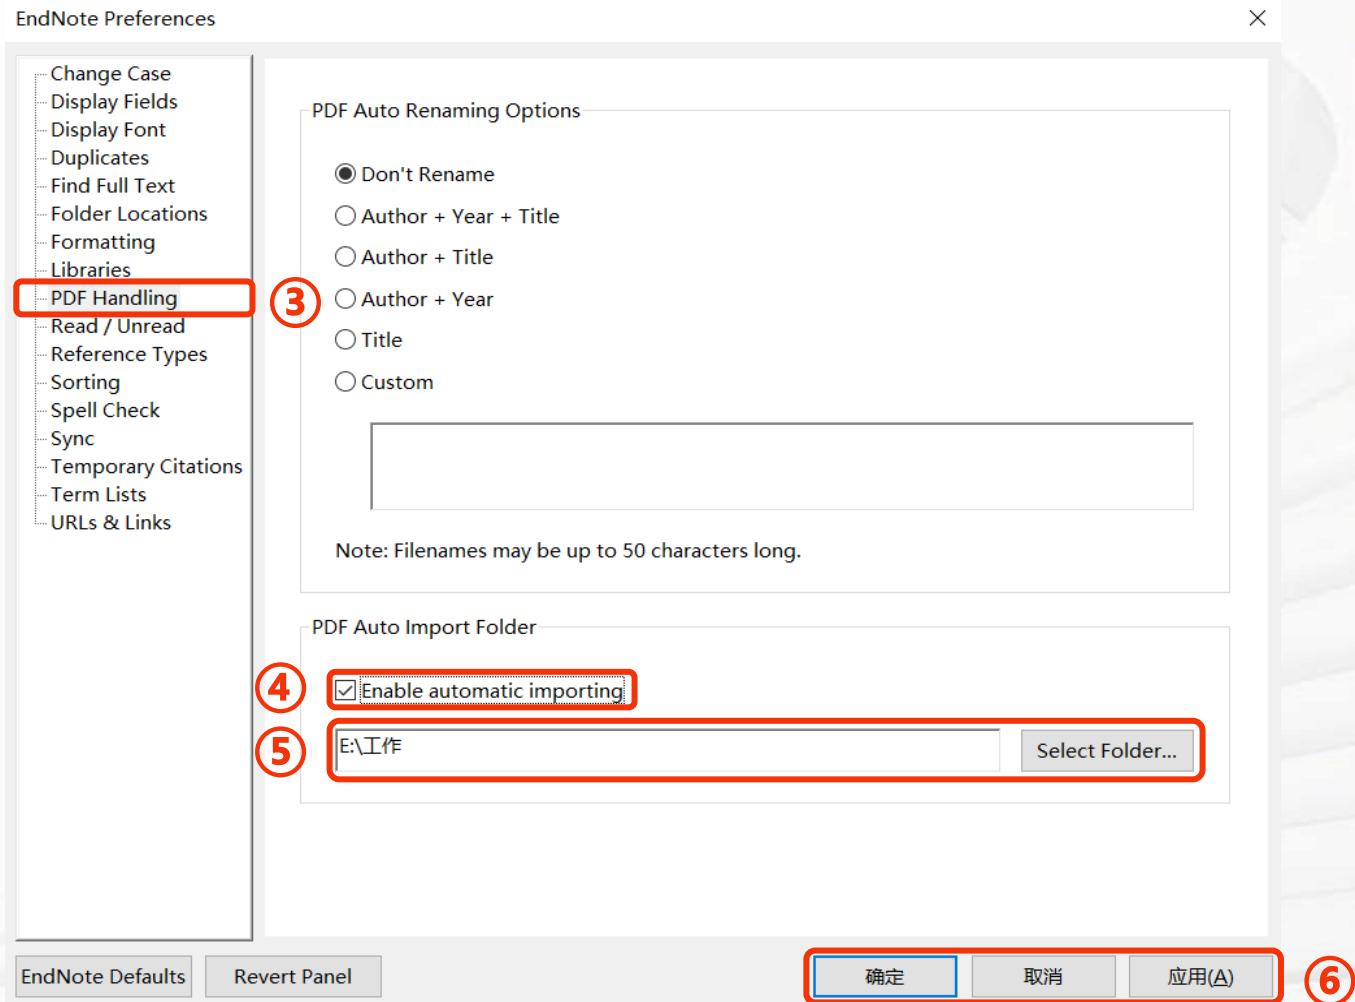 EndNote Preferences
Change Case
Display Fields
Display Font
Duplicates
Find Full Text
Folder Locations
Formatting
Libraries
PDF Handling
Read / Unread
Reference Types
Sorting
Spell Check
Sync
Temporary Citations
Term Lists
URLs & Links
③
PDF Auto Renaming Options
Don't Rename
Author + Year + Title
Author + Title
Author + Year
Title
Custom
Note: Filenames may be up to 50 characters long.
PDF Auto Import Folder
④ Enable automatic importing
⑤ E:\工作 Select Folder...
EndNote Defaults Revert Panel 确定 取消 应用(A) ⑥